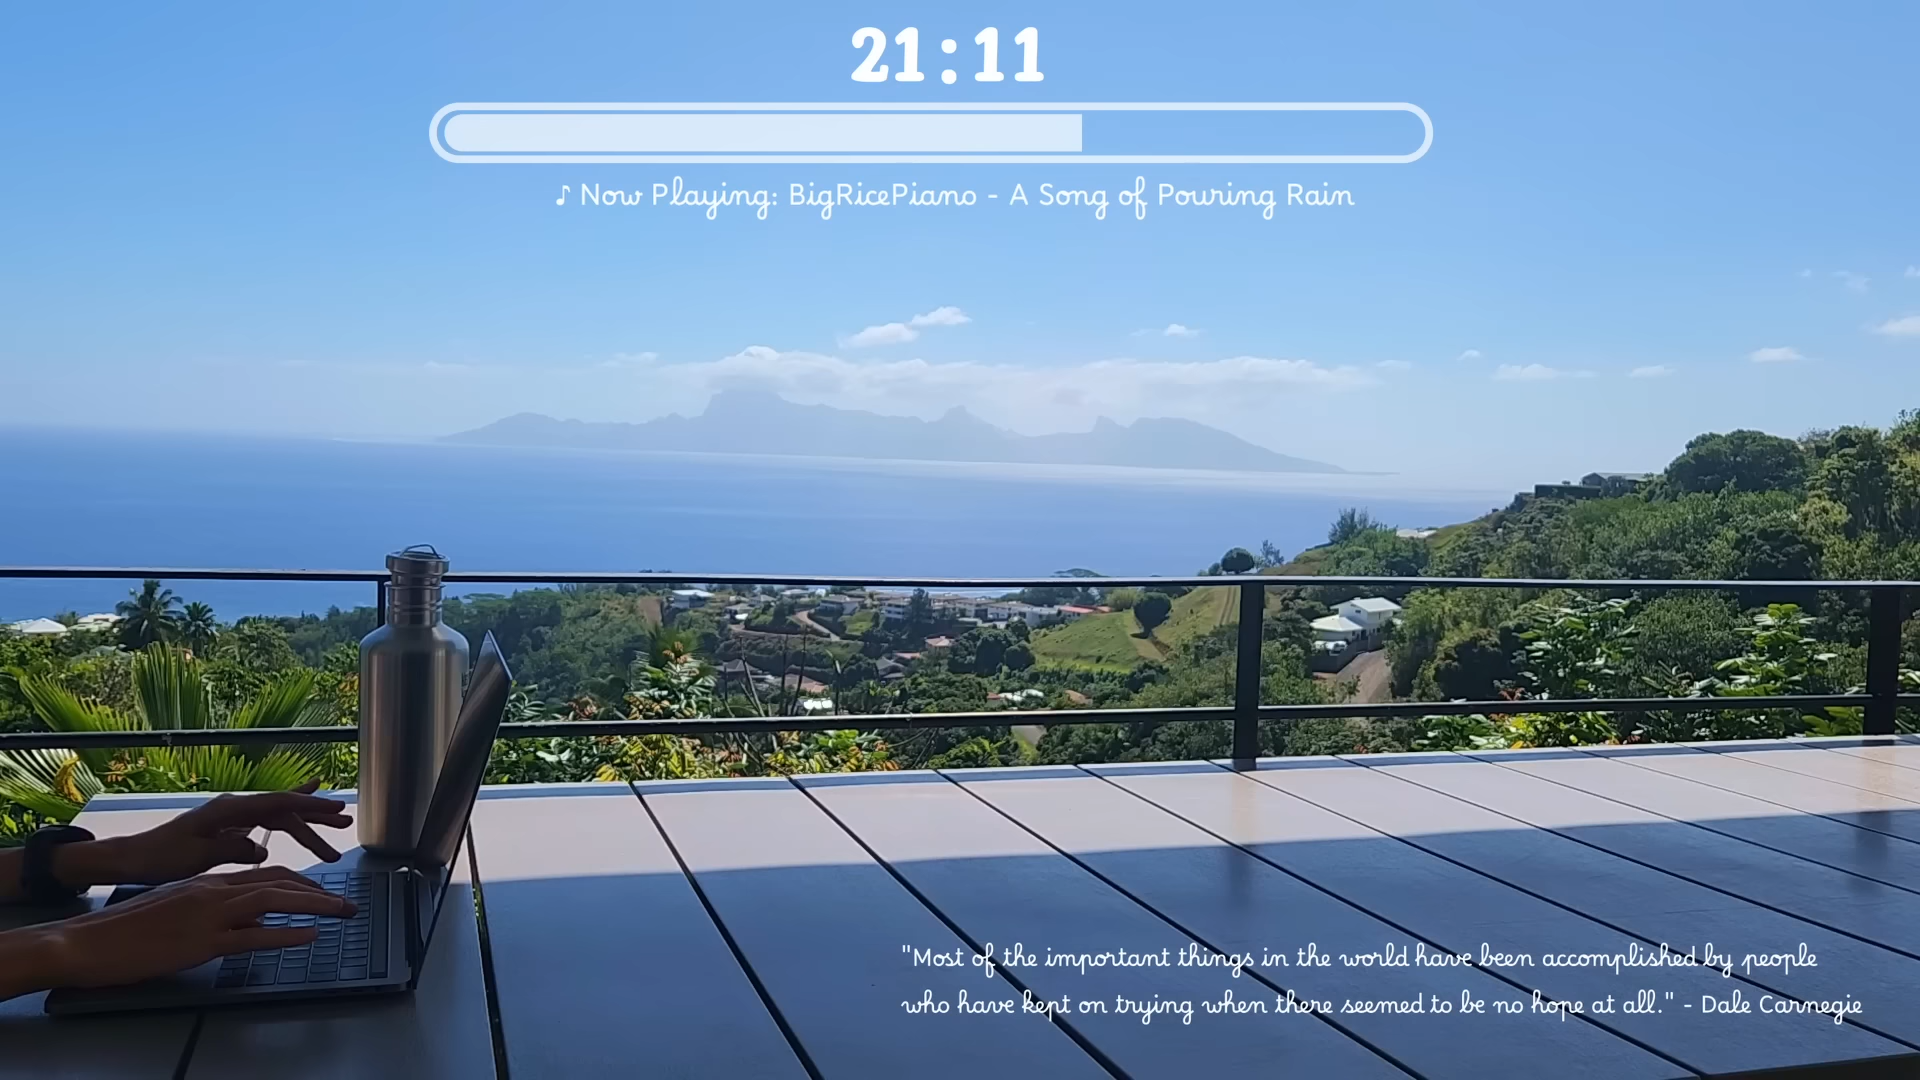 21:11
♪ Now Playing: BigRicePiano - A Song of Pouring Rain
"Most of the important things in the world have been accomplished by people
who have kept on trying when there seemed to be no hope at all." - Dale Carnegie